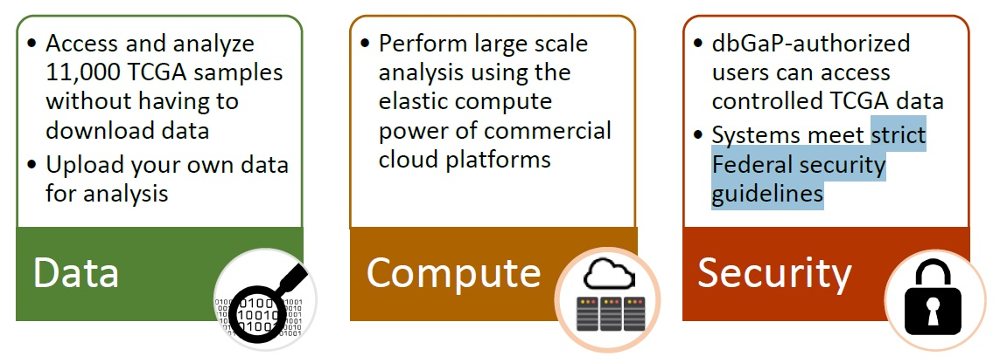 • Access and analyze
11,000 TCGA samples
without having to
download data
• Upload your own data
for analysis
Data
• Perform large scale
analysis using the
elastic compute
power of commercial
cloud platforms
Compute
• dbGaP-authorized
users can access
controlled TCGA data
• Systems meet strict
Federal security
guidelines
Security